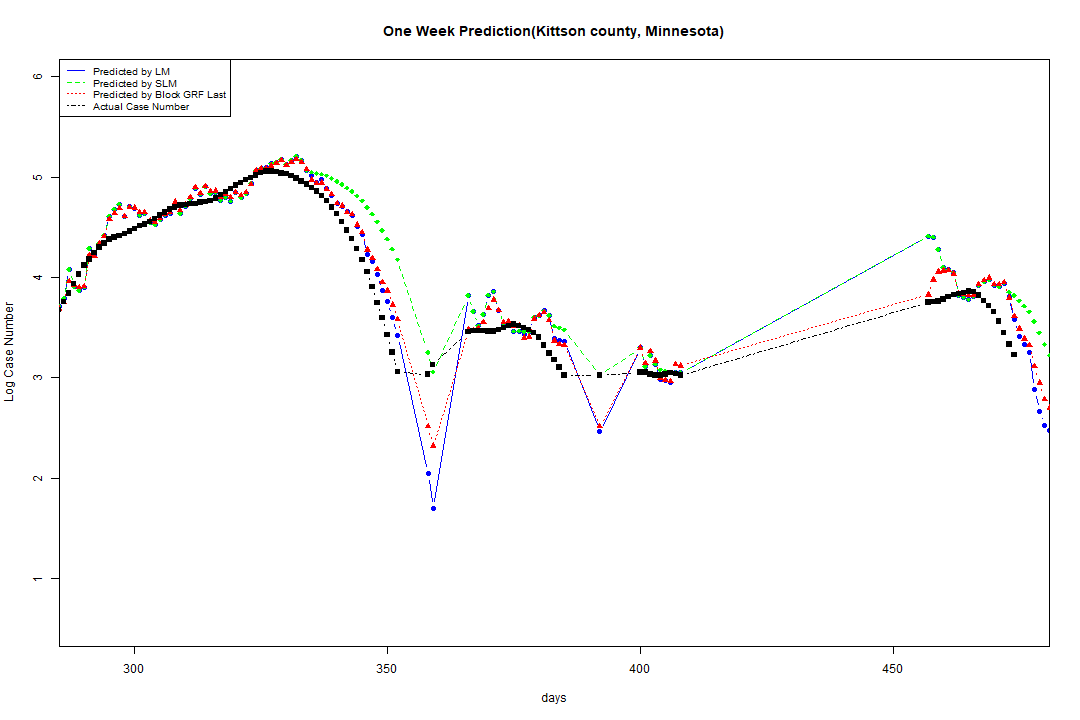 One Week Prediction(Kittson county, Minnesota)
Predicted by LM
Predicted by SLM
Predicted by Block GRF Last
Actual Case Number
Log Case Number
6
5
4
3
2
1
300 350 400 450
days